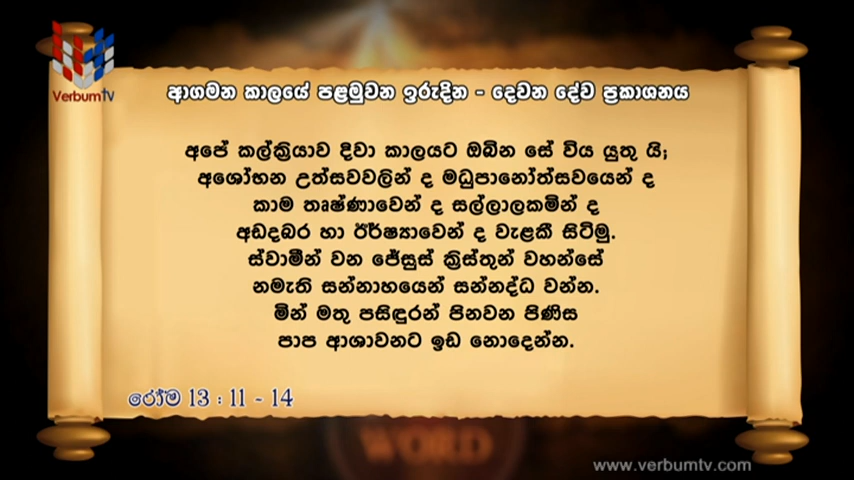 VerbumTV
ආගමන කාලයේ පළමුවන ඉරුදින - දෙවන දේව ප්‍රකාශනය
අපේ කල්ක්‍රියාව දිවා කාලයට ඔබින සේ විය යුතු යි;
අශෝභන උත්සවවලින් ද මධුපානෝත්සවයෙන් ද
කාම තෘෂ්ණාවෙන් ද සල්ලාලකමින් ද
අඩදබර හා ඊර්ෂ්‍යාවෙන් ද වැළකී සිටිමු.
ස්වාමීන් වන ජේසුස් ක්‍රිස්තුන් වහන්සේ
නමැති සන්නාහයෙන් සන්නද්ධ වන්න.
මින් මතු පසිඳුරන් පිනවන පිණිස
පාප ආශාවනට ඉඩ නොදෙන්න.
රෝම 13 : 11 - 14
WORD
www.verbumtv.com